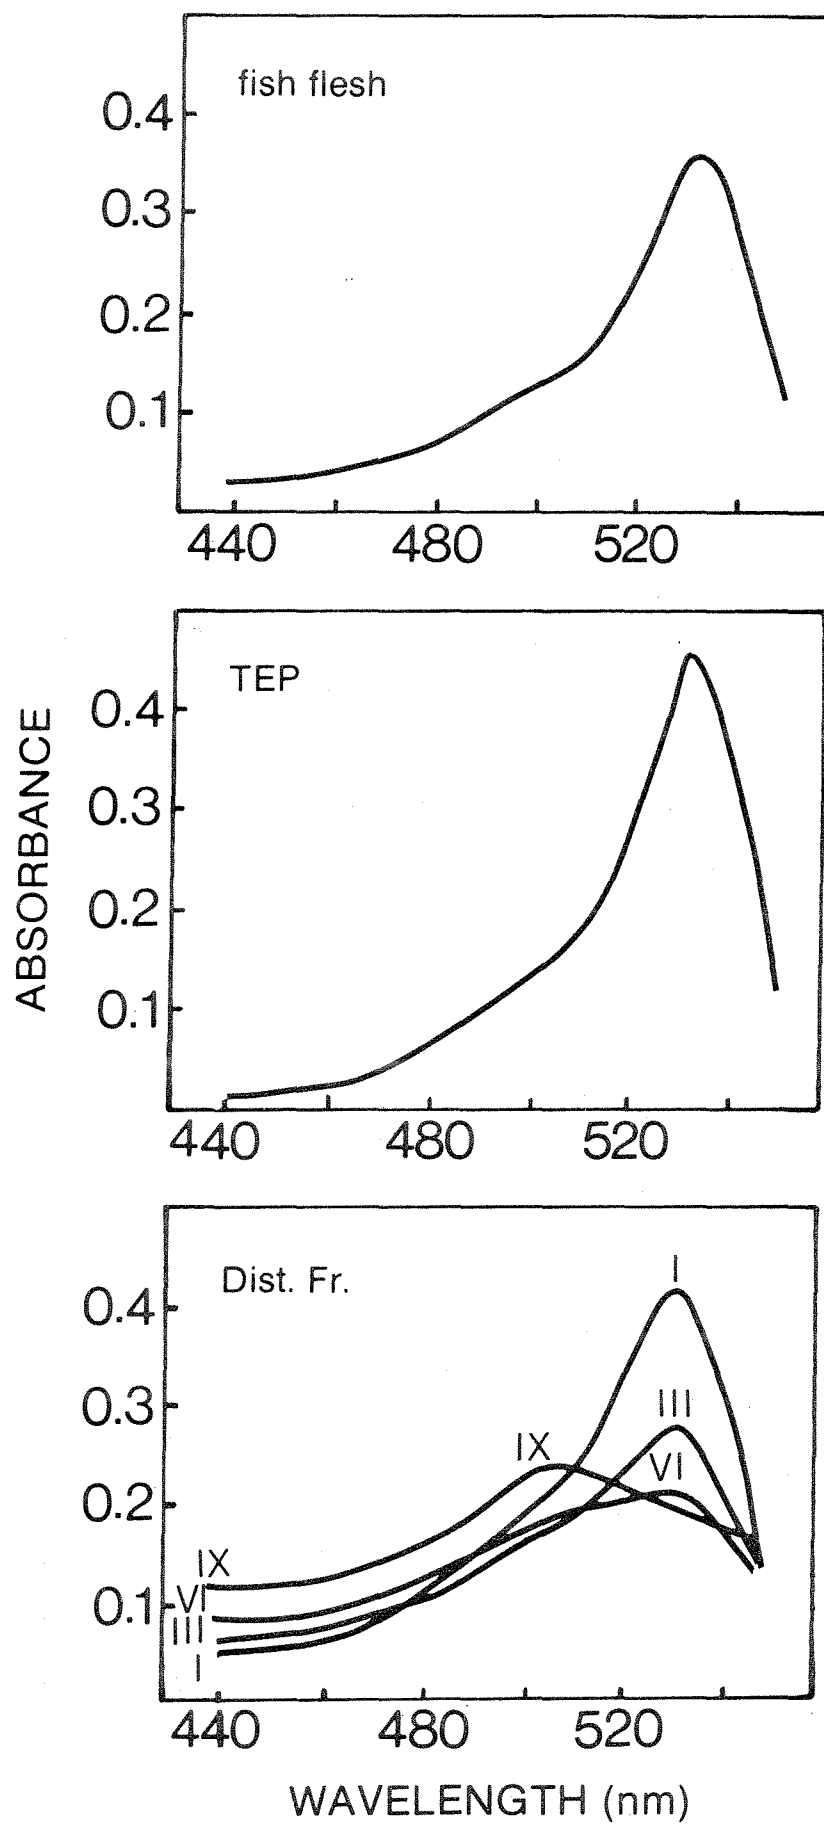 fish flesh
0.4
0.3
0.2
0.1
440 480 520
TEP
0.4
0.3
0.2
0.1
440 480 520
ABSORBANCE
Dist. Fr.
I
0.4
0.3
III
IX
VI
0.2
IX
VI
0.1
III
I
440 480 520
WAVELENGTH (nm)